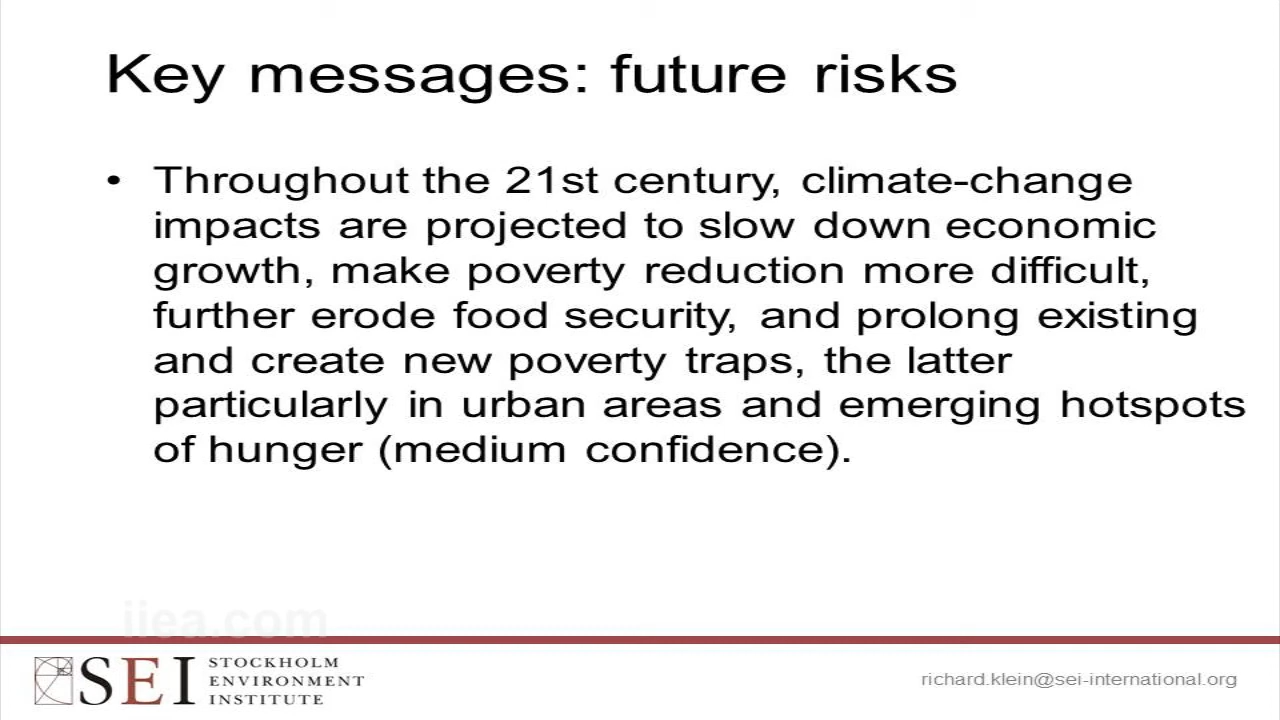 Key messages: future risks
• Throughout the 21st century, climate-change
impacts are projected to slow down economic
growth, make poverty reduction more difficult,
further erode food security, and prolong existing
and create new poverty traps, the latter
particularly in urban areas and emerging hotspots
of hunger (medium confidence).
iiea.com
SEI STOCKHOLM
ENVIRONMENT
INSTITUTE
richard.klein@sei-international.org